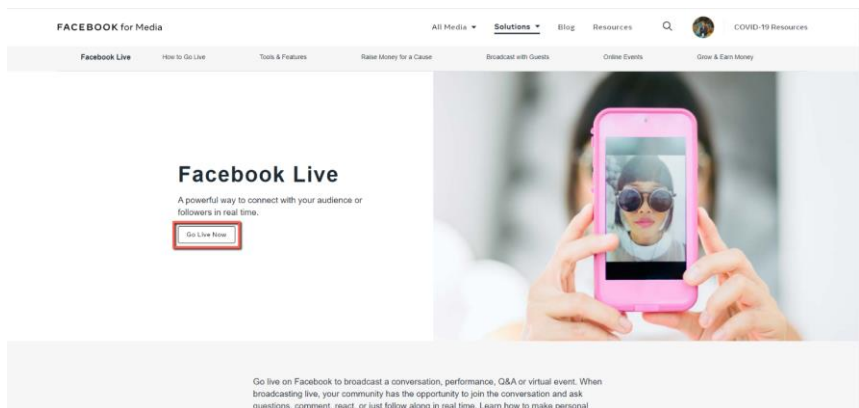 FACEBOOK for Media
All Media Solutions Blog Resources COVID-19 Resources
Facebook Live How to Go Live Tools & Features Raise Money for a Cause Broadcast with Guests Online Events Grow & Earn Money
Facebook Live
A powerful way to connect with your audience or
followers in real time.
Go Live Now
Go live on Facebook to broadcast a conversation, performance, Q&A or virtual event. When
broadcasting live, your community has the opportunity to join the conversation and ask
questions, comment, react, or just follow along in real time. Learn how to make personal